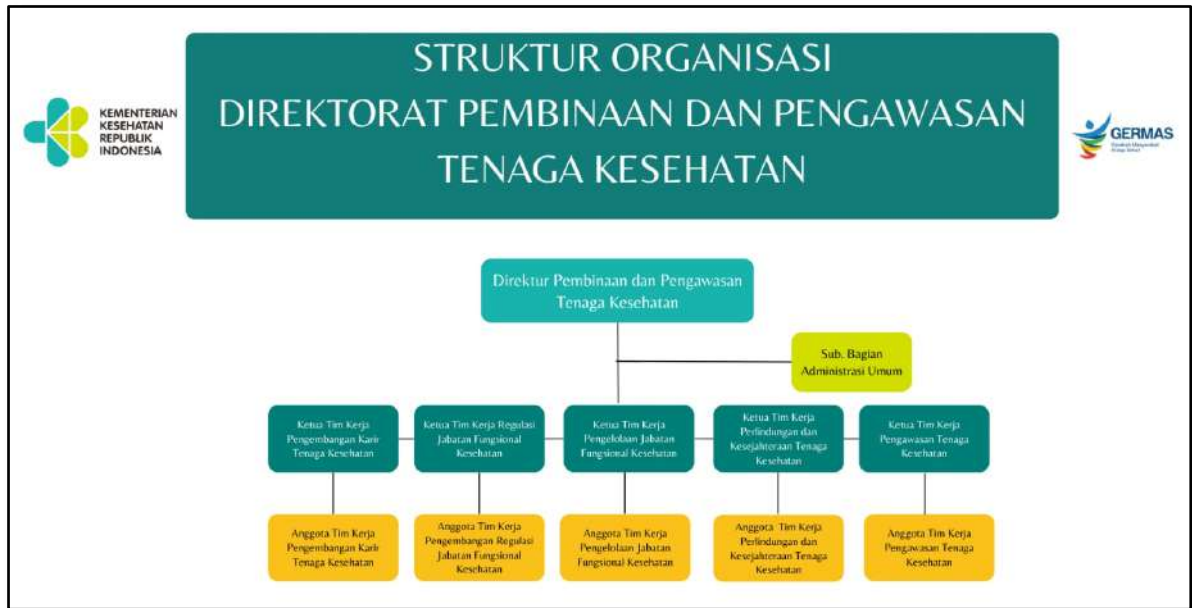 STRUKTUR ORGANISASI
DIREKTORAT PEMBINAAN DAN PENGAWASAN
TENAGA KESEHATAN
KEMENTERIAN
KESEHATAN
REPUBLIK
INDONESIA
GERMAS
Gerakan Masyarakat
Hidup Sehat
Direktur Pembinaan dan Pengawasan
Tenaga Kesehatan
Sub. Bagian
Administrasi Umum
Ketua Tim Kerja
Pengembangan Karir
Tenaga Kesehatan
Ketua Tim Kerja Regulasi
Jabatan Fungsional
Kesehatan
Ketua Tim Kerja
Pengelolaan Jabatan
Fungsional Kesehatan
Ketua Tim Kerja
Perlindungan dan
Kesejahteraan Tenaga
Kesehatan
Ketua Tim Kerja
Pengawasan Tenaga
Kesehatan
Anggota Tim Kerja
Pengembangan Karir
Tenaga Kesehatan
Anggota Tim Kerja
Pengembangan Regulasi
Jabatan Fungsional
Kesehatan
Anggota Tim Kerja
Pengelolaan Jabatan
Fungsional Kesehatan
Anggota Tim Kerja
Perlindungan dan
Kesejahteraan Tenaga
Kesehatan
Anggota Tim Kerja
Pengawasan Tenaga
Kesehatan